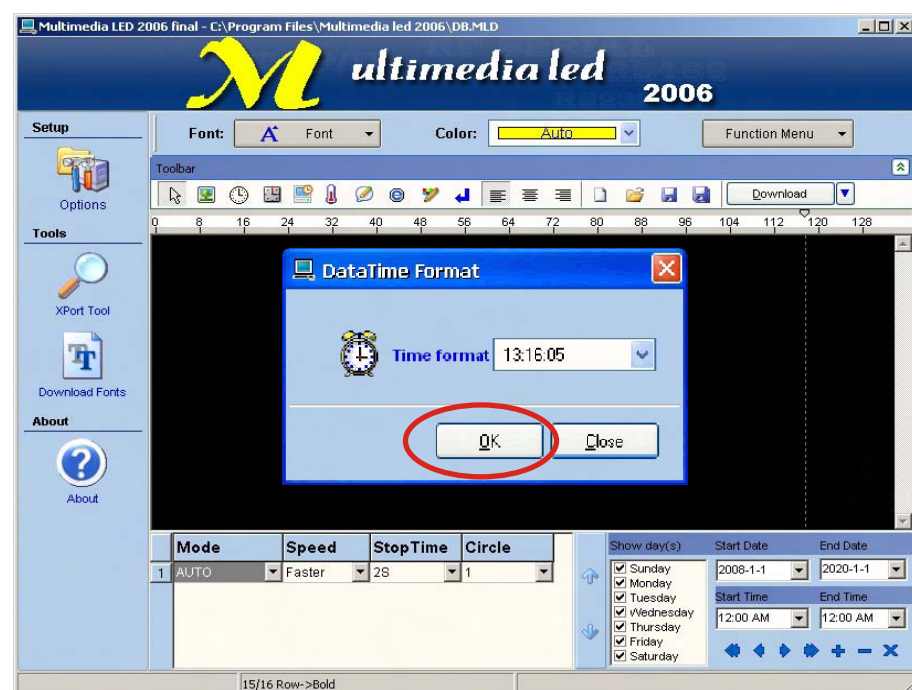 Multimedia LED 2006 final - C:\Program Files\Multimedia led 2006\DB.MLD
Multimedia led
2006
Setup
Options
Tools
XPort Tool
Download Fonts
About
About
Font: A Font Color: Auto Function Menu
Toolbar
Download
0 8 16 24 32 40 48 56 64 72 80 88 96 104 112 120 128
DataTime Format
Time format 13:16:05
OK Close
Mode Speed StopTime Circle
1 AUTO Faster 2S 1
Show day(s)
Sunday
Monday
Tuesday
Wednesday
Thursday
Friday
Saturday
Start Date End Date
2008-1-1 2020-1-1
Start Time End Time
12:00 AM 12:00 AM
15/16 Row->Bold